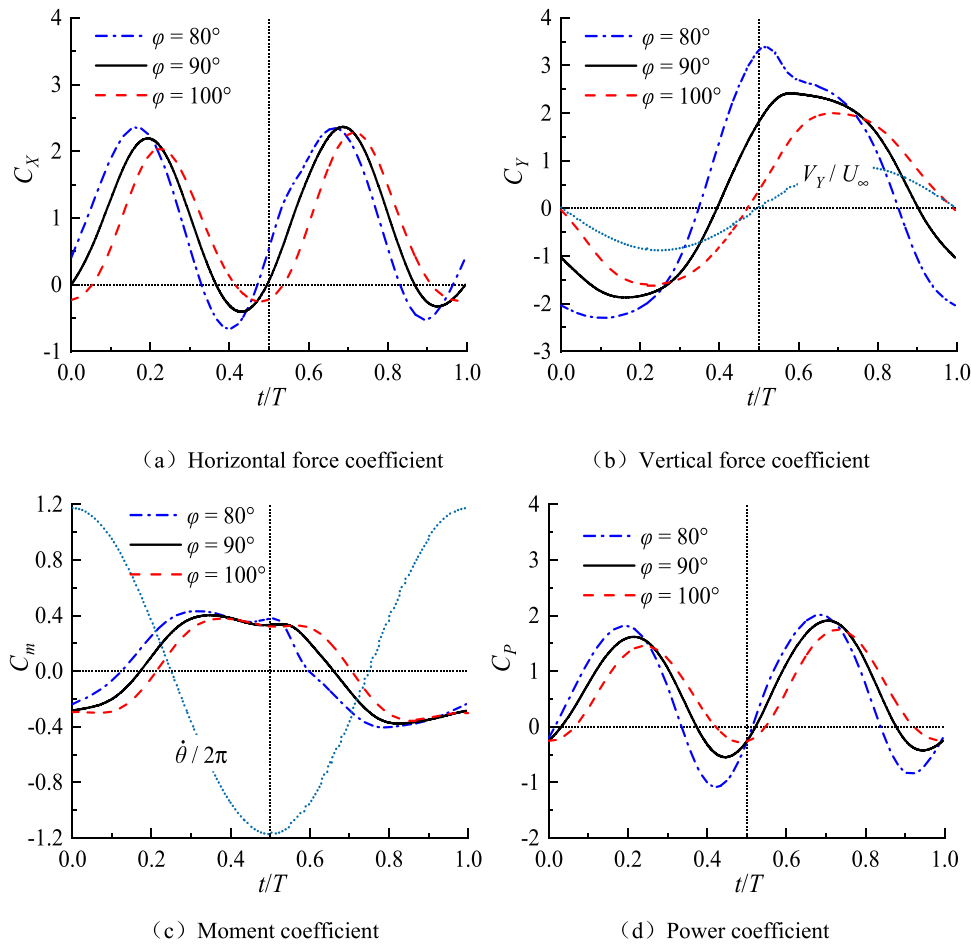 4
3
2
1
0
-1
C_X
φ = 80°
φ = 90°
φ = 100°
0.0 0.2 0.4 0.6 0.8 1.0
t/T
（a）Horizontal force coefficient
4
3
2
1
0
-1
-2
-3
C_Y
φ = 80°
φ = 90°
φ = 100°
V_Y / U_∞
0.0 0.2 0.4 0.6 0.8 1.0
t/T
（b）Vertical force coefficient
1.2
0.8
0.4
0.0
-0.4
-0.8
-1.2
C_m
φ = 80°
φ = 90°
φ = 100°
θ̇ / 2π
0.0 0.2 0.4 0.6 0.8 1.0
t/T
（c）Moment coefficient
4
3
2
1
0
-1
-2
C_P
φ = 80°
φ = 90°
φ = 100°
0.0 0.2 0.4 0.6 0.8 1.0
t/T
（d）Power coefficient